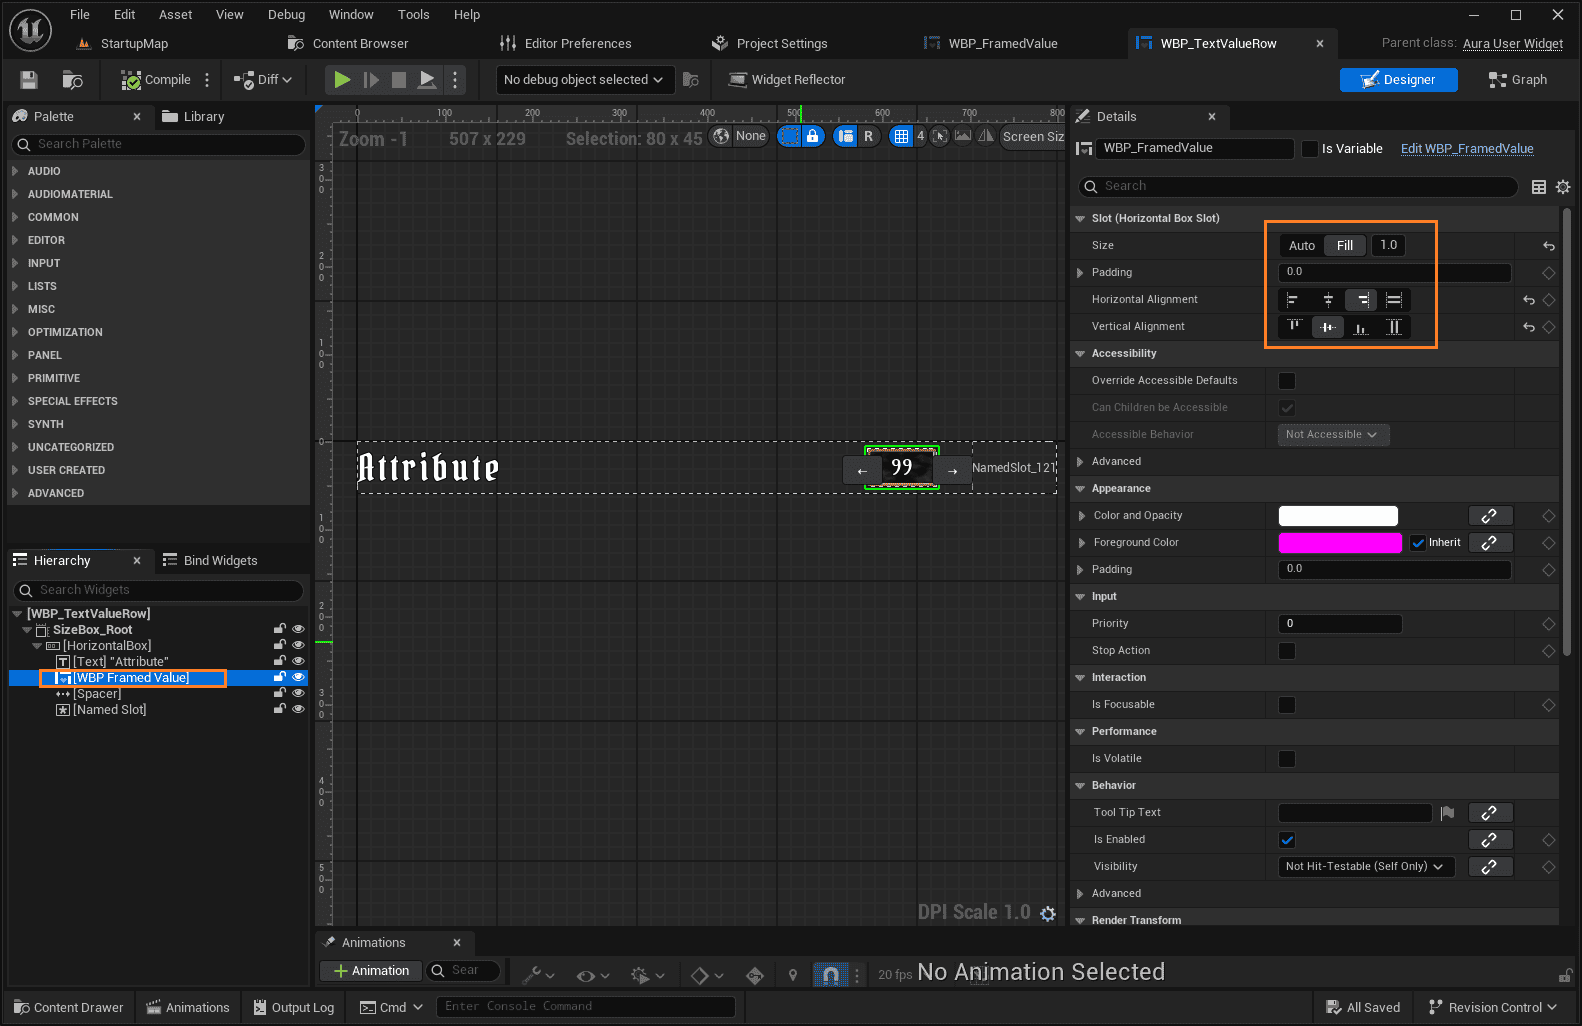 File Edit Asset View Debug Window Tools Help
StartupMap Content Browser Editor Preferences Project Settings WBP_FramedValue WBP_TextValueRow Parent class: Aura User Widget
Compile Diff No debug object selected Widget Reflector Designer Graph
Palette Library
Search Palette
AUDIO
AUDIOMATERIAL
COMMON
EDITOR
INPUT
LISTS
MISC
OPTIMIZATION
PANEL
PRIMITIVE
SPECIAL EFFECTS
SYNTH
UNCATEGORIZED
USER CREATED
ADVANCED
Hierarchy Bind Widgets
Search Widgets
[WBP_TextValueRow]
SizeBox_Root
[HorizontalBox]
[Text] "Attribute"
[WBP Framed Value]
[Spacer]
[Named Slot]
0 100 200 300 400 500 600 700 800
Zoom -1 507 x 229 Selection: 80 x 45 None R 4 Screen Siz
300
200
100
0
Attribute 99 NamedSlot_121
100
200
300
400
500
DPI Scale 1.0
Details
WBP_FramedValue Is Variable Edit WBP_FramedValue
Search
Slot (Horizontal Box Slot)
Size Auto Fill 1.0
Padding 0.0
Horizontal Alignment
Vertical Alignment
Accessibility
Override Accessible Defaults
Can Children be Accessible
Accessible Behavior Not Accessible
Advanced
Appearance
Color and Opacity
Foreground Color Inherit
Padding 0.0
Input
Priority 0
Stop Action
Interaction
Is Focusable
Performance
Is Volatile
Behavior
Tool Tip Text
Is Enabled
Visibility Not Hit-Testable (Self Only)
Advanced
Render Transform
Animations
+ Animation Sear 20 fps No Animation Selected
Content Drawer Animations Output Log Cmd Enter Console Command All Saved Revision Control